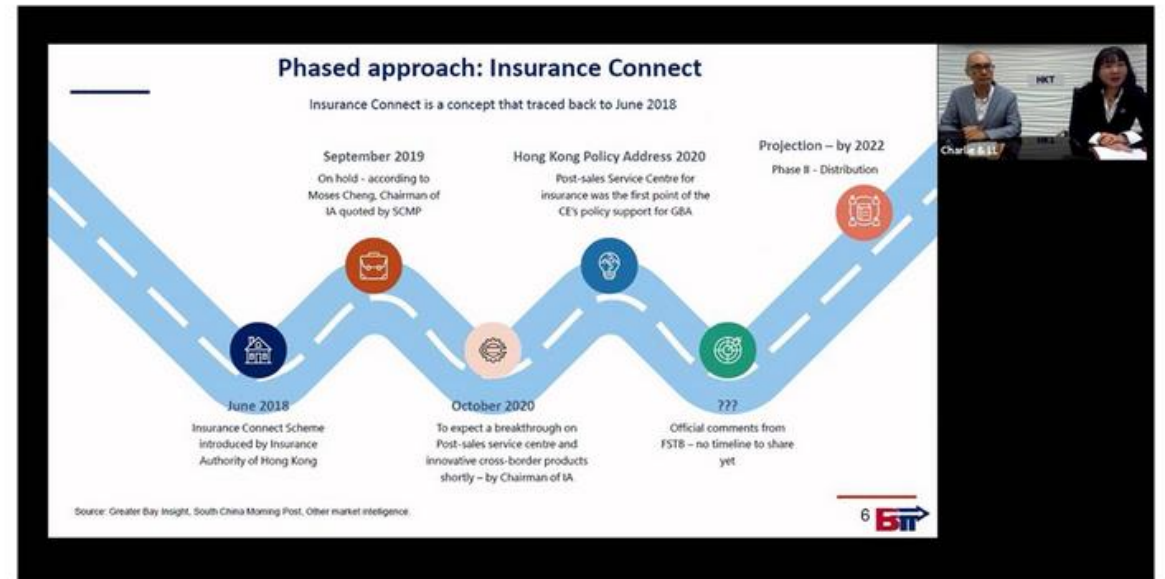 Phased approach: Insurance Connect
Insurance Connect is a concept that traced back to June 2018
September 2019
On hold - according to
Moses Cheng, Chairman of
IA quoted by SCMP
Hong Kong Policy Address 2020
Post-sales Service Centre for
insurance was the first point of the
CE's policy support for GBA
Projection – by 2022
Phase II - Distribution
June 2018
Insurance Connect Scheme
introduced by Insurance
Authority of Hong Kong
October 2020
To expect a breakthrough on
Post-sales service centre and
innovative cross-border products
shortly – by Chairman of IA
???
Official comments from
FSTB – no timeline to share
yet
Source: Greater Bay Insight, South China Morning Post, Other market intelligence.
6
HKT